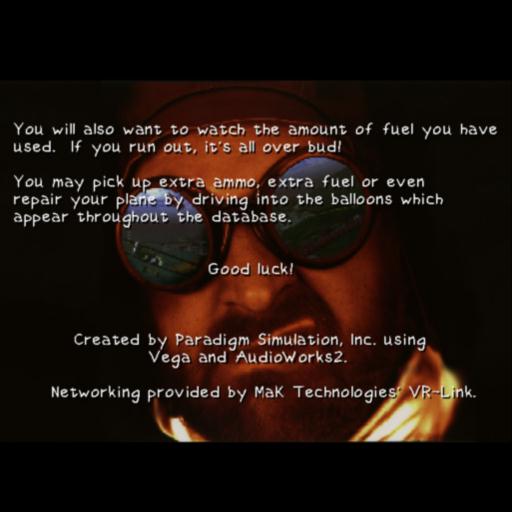 You will also want to watch the amount of fuel you have
used. If you run out, it's all over bud!
You may pick up extra ammo, extra fuel or even
repair your plane by driving into the balloons which
appear throughout the database.
Good luck!
Created by Paradigm Simulation, Inc. using
Vega and AudioWorks2.
Networking provided by MaK Technologies' VR-Link.